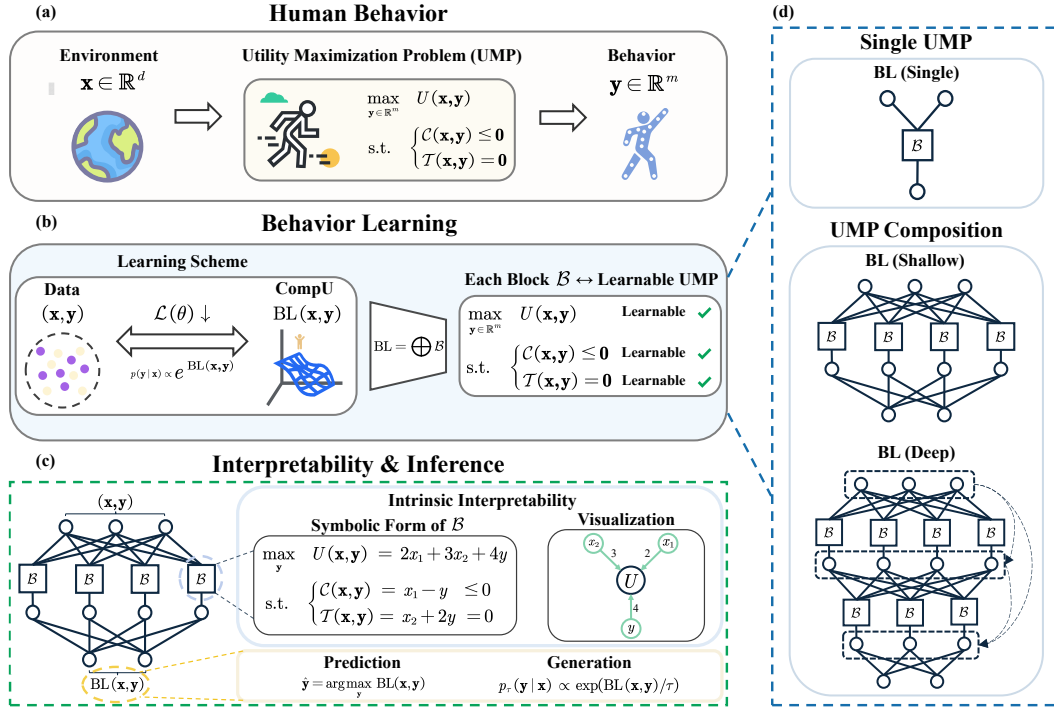 (a)
Human Behavior
Environment
𝐱 ∈ ℝ^d
Utility Maximization Problem (UMP)
max U(𝐱,𝐲)
𝐲∈ℝ^m
s.t. {𝒞(𝐱,𝐲) ≤ 𝟎
𝒯(𝐱,𝐲) = 𝟎
Behavior
𝐲 ∈ ℝ^m
(b)
Behavior Learning
Learning Scheme
Data
(𝐱,𝐲)
ℒ(θ) ↓
p(𝐲|𝐱) ∝ e^BL(𝐱,𝐲)
CompU
BL(𝐱,𝐲)
BL = ⊕ ℬ
Each Block ℬ ↔ Learnable UMP
max U(𝐱,𝐲) Learnable
𝐲∈ℝ^m
s.t. {𝒞(𝐱,𝐲) ≤ 𝟎 Learnable
𝒯(𝐱,𝐲) = 𝟎 Learnable
(c)
Interpretability & Inference
(𝐱,𝐲)
ℬ ℬ ℬ ℬ
BL(𝐱,𝐲)
Intrinsic Interpretability
Symbolic Form of ℬ
max U(𝐱,𝐲) = 2x₁ + 3x₂ + 4y
𝐲
s.t. {𝒞(𝐱,𝐲) = x₁ − y ≤ 0
𝒯(𝐱,𝐲) = x₂ + 2y = 0
Visualization
x₂ x₁
3 2
U
4
y
Prediction
𝐲̂ = arg max BL(𝐱,𝐲)
𝐲
Generation
p_τ(𝐲|𝐱) ∝ exp(BL(𝐱,𝐲)/τ)
(d)
Single UMP
BL (Single)
ℬ
UMP Composition
BL (Shallow)
ℬ ℬ ℬ ℬ
BL (Deep)
ℬ ℬ ℬ ℬ
ℬ ℬ ℬ